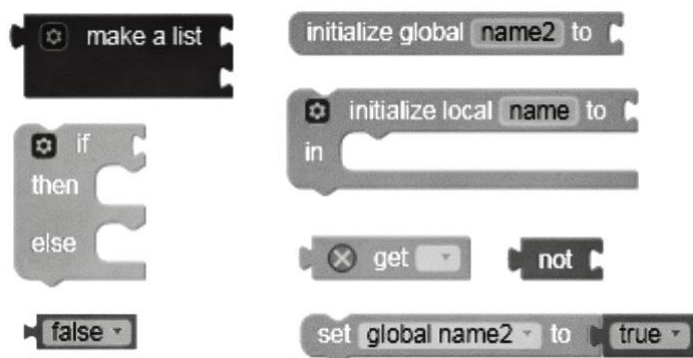 make a list
initialize global name2 to
initialize local name to
in
if
then
else
get
not
false
set global name2 to true